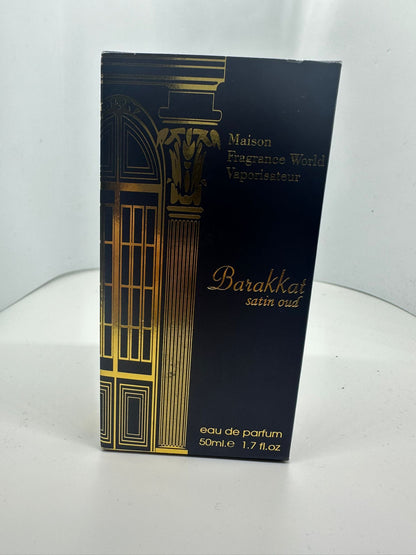 Maison
Fragrance World
Vaporisateur
Barakkat
satin oud
eau de parfum
50ml.e 1.7 fl.oz